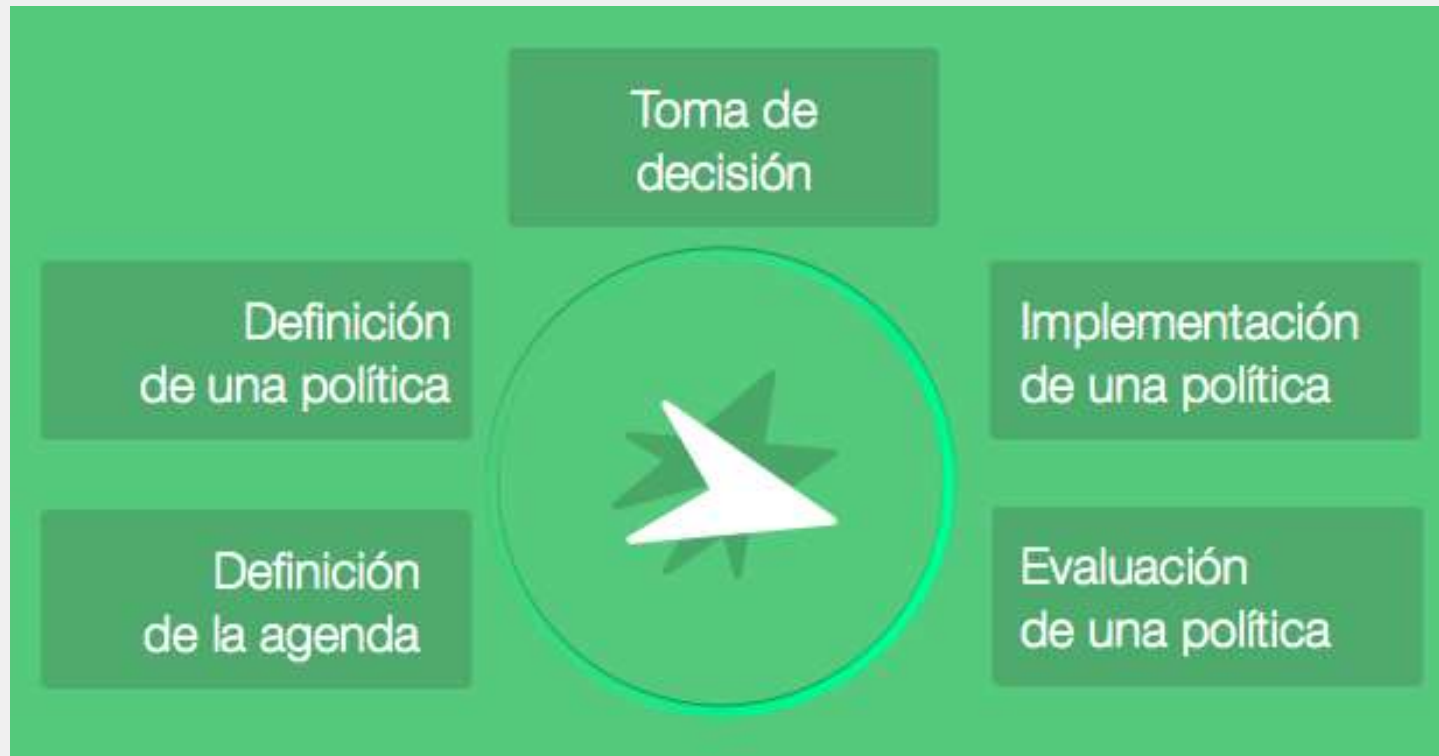 Toma de
decisión
Definición
de una política
Implementación
de una política
Definición
de la agenda
Evaluación
de una política